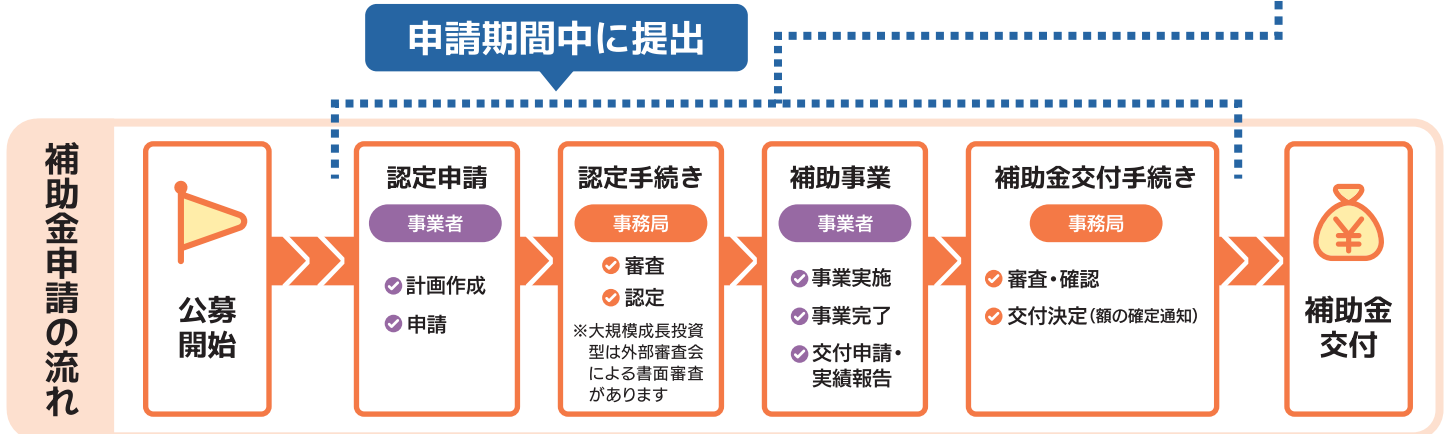 申請期間中に提出
補助金申請の流れ
公募
開始
認定申請
事業者
計画作成
申請
認定手続き
事務局
審査
認定
※大規模成長投資
型は外部審査会
による書面審査
があります
補助事業
事業者
事業実施
事業完了
交付申請・
実績報告
補助金交付手続き
事務局
審査・確認
交付決定（額の確定通知）
¥
補助金
交付